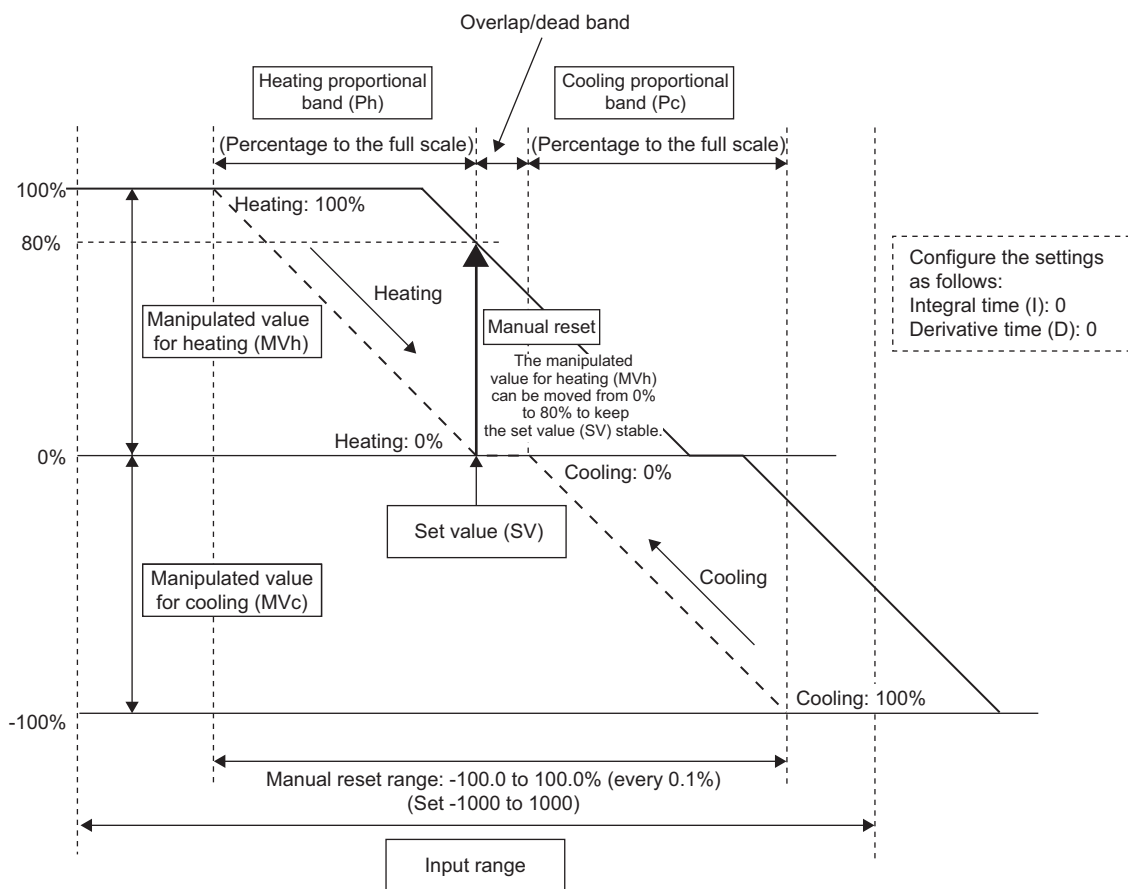 Overlap/dead band
Heating proportional
band (Ph)
Cooling proportional
band (Pc)
(Percentage to the full scale)
(Percentage to the full scale)
100%
Heating: 100%
80%
Configure the settings
as follows:
Integral time (I): 0
Derivative time (D): 0
Heating
Manipulated value
for heating (MVh)
Manual reset
The manipulated
value for heating (MVh)
can be moved from 0%
to 80% to keep
the set value (SV) stable.
Heating: 0%
0%
Cooling: 0%
Set value (SV)
Manipulated value
for cooling (MVc)
Cooling
Cooling: 100%
-100%
Manual reset range: -100.0 to 100.0% (every 0.1%)
(Set -1000 to 1000)
Input range